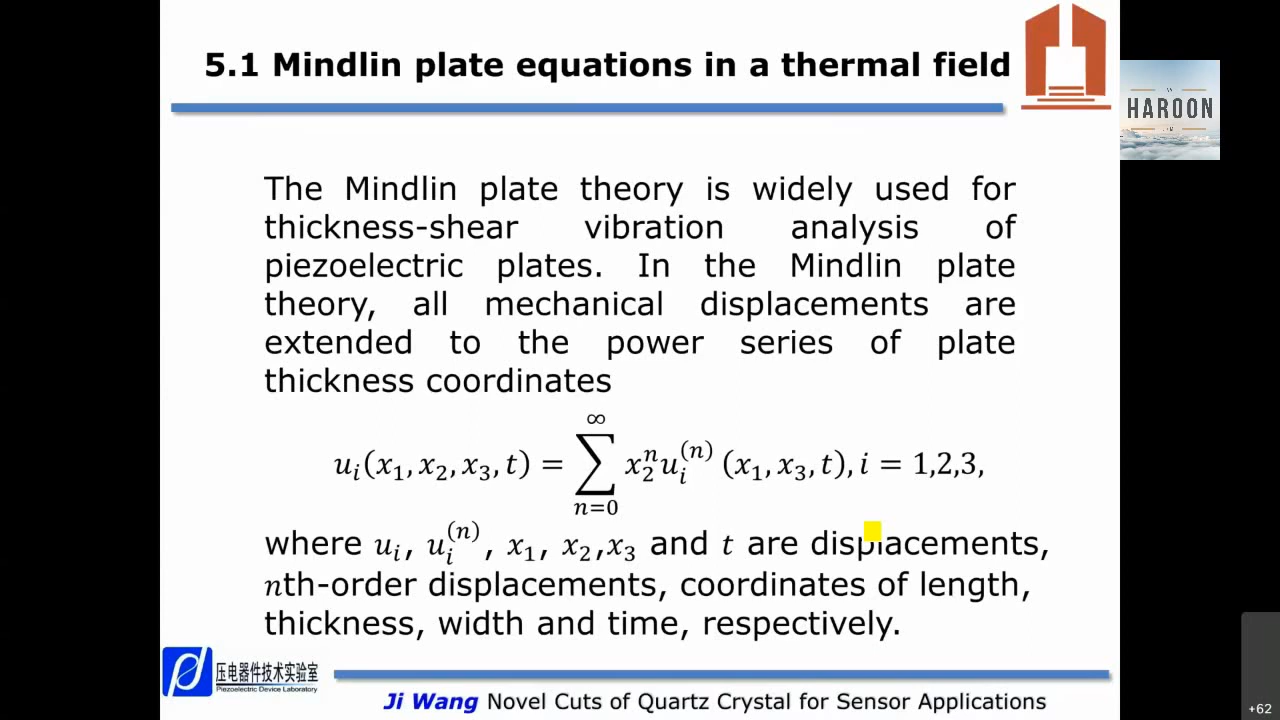 5.1 Mindlin plate equations in a thermal field
HAROON
The Mindlin plate theory is widely used for
thickness-shear vibration analysis of
piezoelectric plates. In the Mindlin plate
theory, all mechanical displacements are
extended to the power series of plate
thickness coordinates
u_i(x_1, x_2, x_3, t) = ∑_{n=0}^{∞} x_2^n u_i^{(n)} (x_1, x_3, t), i = 1,2,3,
where u_i, u_i^{(n)}, x_1, x_2,x_3 and t are displacements,
nth-order displacements, coordinates of length,
thickness, width and time, respectively.
压电器件技术实验室
Piezoelectric Device Laboratory
Ji Wang Novel Cuts of Quartz Crystal for Sensor Applications
+62